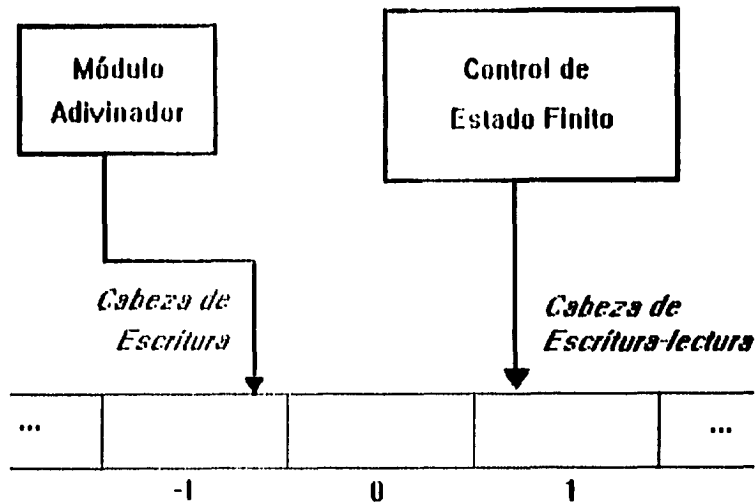 Módulo
Adivinador
Control de
Estado Finito
Cabeza de
Escritura
Cabeza de
Escritura-lectura
... ...
-1 0 1